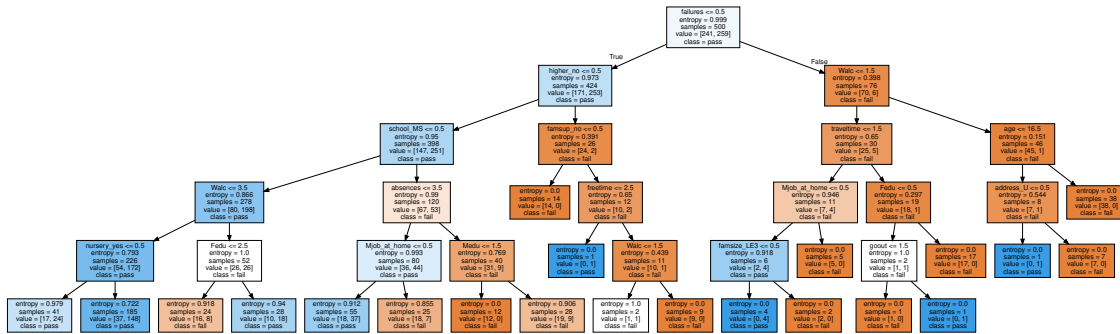 failures <= 0.5
entropy = 0.999
samples = 500
value = [241, 259]
class = pass
True
False
higher_no <= 0.5
entropy = 0.973
samples = 424
value = [171, 253]
class = pass
Walc <= 1.5
entropy = 0.398
samples = 76
value = [70, 6]
class = fail
school_MS <= 0.5
entropy = 0.95
samples = 398
value = [147, 251]
class = pass
famsup_no <= 0.5
entropy = 0.391
samples = 26
value = [24, 2]
class = fail
traveltime <= 1.5
entropy = 0.65
samples = 30
value = [25, 5]
class = fail
age <= 16.5
entropy = 0.151
samples = 46
value = [45, 1]
class = fail
Walc <= 3.5
entropy = 0.866
samples = 278
value = [80, 198]
class = pass
absences <= 3.5
entropy = 0.99
samples = 120
value = [67, 53]
class = fail
entropy = 0.0
samples = 14
value = [14, 0]
class = fail
freetime <= 2.5
entropy = 0.65
samples = 12
value = [10, 2]
class = fail
Mjob_at_home <= 0.5
entropy = 0.946
samples = 11
value = [7, 4]
class = fail
Fedu <= 0.5
entropy = 0.297
samples = 19
value = [18, 1]
class = fail
address_U <= 0.5
entropy = 0.544
samples = 8
value = [7, 1]
class = fail
entropy = 0.0
samples = 38
value = [38, 0]
class = fail
nursery_yes <= 0.5
entropy = 0.793
samples = 226
value = [54, 172]
class = pass
Fedu <= 2.5
entropy = 1.0
samples = 52
value = [26, 26]
class = fail
Mjob_at_home <= 0.5
entropy = 0.993
samples = 80
value = [36, 44]
class = pass
Medu <= 1.5
entropy = 0.769
samples = 40
value = [31, 9]
class = fail
entropy = 0.0
samples = 1
value = [0, 1]
class = pass
Walc <= 1.5
entropy = 0.439
samples = 11
value = [10, 1]
class = fail
famsize_LE3 <= 0.5
entropy = 0.918
samples = 6
value = [2, 4]
class = pass
entropy = 0.0
samples = 5
value = [5, 0]
class = fail
goout <= 1.5
entropy = 1.0
samples = 2
value = [1, 1]
class = fail
entropy = 0.0
samples = 17
value = [17, 0]
class = fail
entropy = 0.0
samples = 1
value = [0, 1]
class = pass
entropy = 0.0
samples = 7
value = [7, 0]
class = fail
entropy = 0.979
samples = 41
value = [17, 24]
class = pass
entropy = 0.722
samples = 185
value = [37, 148]
class = pass
entropy = 0.918
samples = 24
value = [16, 8]
class = fail
entropy = 0.94
samples = 28
value = [10, 18]
class = pass
entropy = 0.912
samples = 55
value = [18, 37]
class = pass
entropy = 0.855
samples = 25
value = [18, 7]
class = fail
entropy = 0.0
samples = 12
value = [12, 0]
class = fail
entropy = 0.906
samples = 28
value = [19, 9]
class = fail
entropy = 1.0
samples = 2
value = [1, 1]
class = fail
entropy = 0.0
samples = 9
value = [9, 0]
class = fail
entropy = 0.0
samples = 4
value = [0, 4]
class = pass
entropy = 0.0
samples = 2
value = [2, 0]
class = fail
entropy = 0.0
samples = 1
value = [1, 0]
class = fail
entropy = 0.0
samples = 1
value = [0, 1]
class = pass